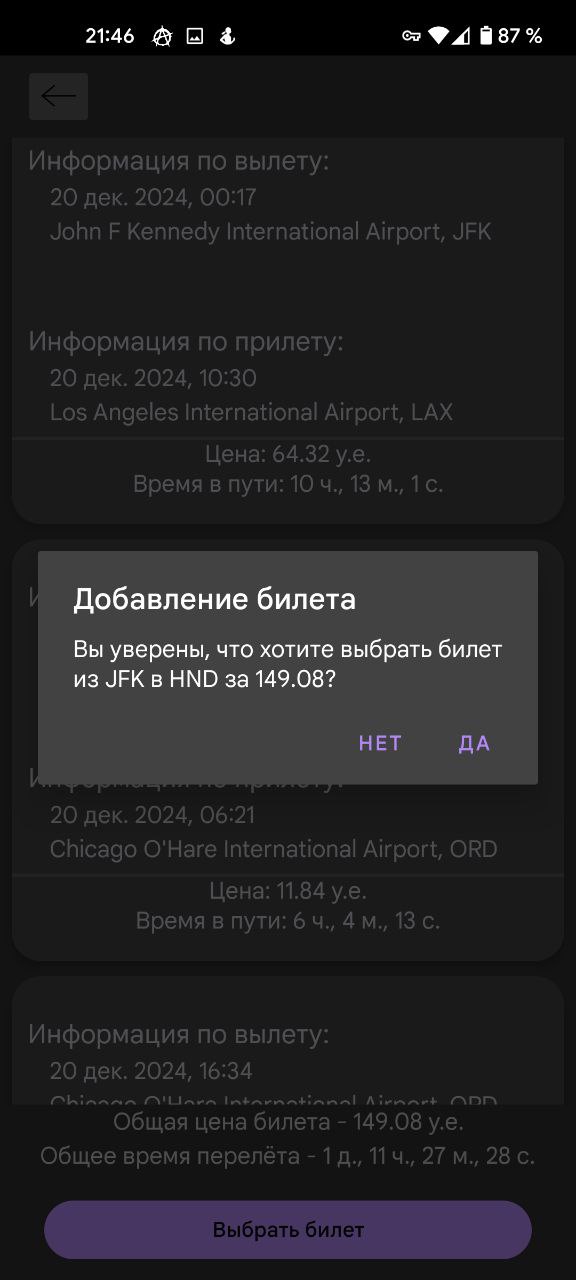 21:46
87 %
Информация по вылету:
20 дек. 2024, 00:17
John F Kennedy International Airport, JFK
Информация по прилету:
20 дек. 2024, 10:30
Los Angeles International Airport, LAX
Цена: 64.32 у.е.
Время в пути: 10 ч., 13 м., 1 с.
Добавление билета
Вы уверены, что хотите выбрать билет
из JFK в HND за 149.08?
НЕТ
ДА
Информация по прилету:
20 дек. 2024, 06:21
Chicago O'Hare International Airport, ORD
Цена: 11.84 у.е.
Время в пути: 6 ч., 4 м., 13 с.
Информация по вылету:
20 дек. 2024, 16:34
Chicago O'Hare International Airport, ORD
Общая цена билета - 149.08 у.е.
Общее время перелёта - 1 д., 11 ч., 27 м., 28 с.
Выбрать билет